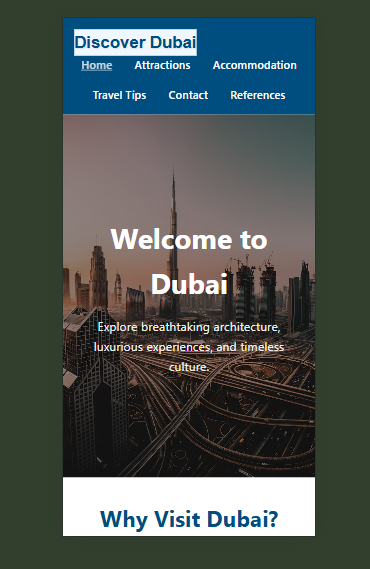 Discover Dubai
Home Attractions Accommodation
Travel Tips Contact References
Welcome to
Dubai
Explore breathtaking architecture,
luxurious experiences, and timeless
culture.
Why Visit Dubai?